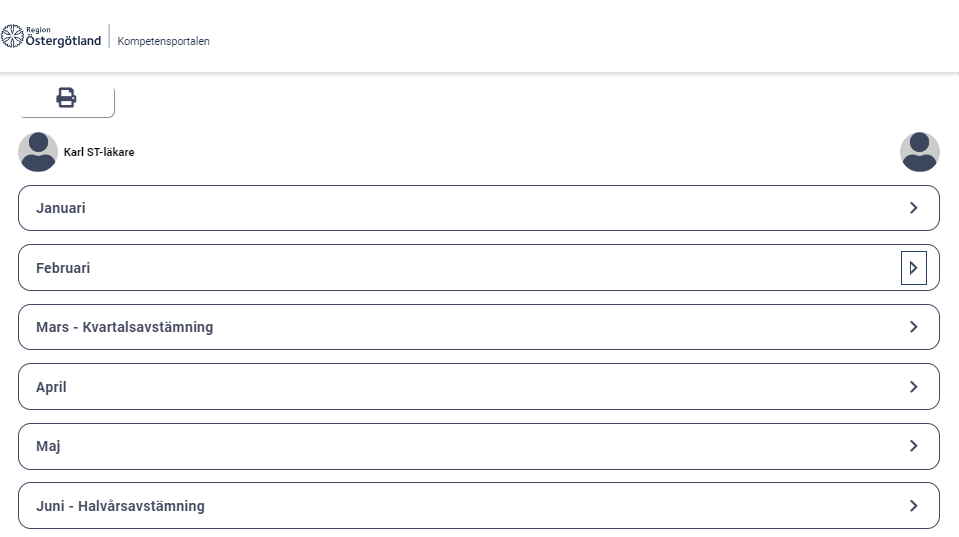 Region
Östergötland
Kompetensportalen
Karl ST-läkare
Januari
Februari
Mars - Kvartalsavstämning
April
Maj
Juni - Halvårsavstämning